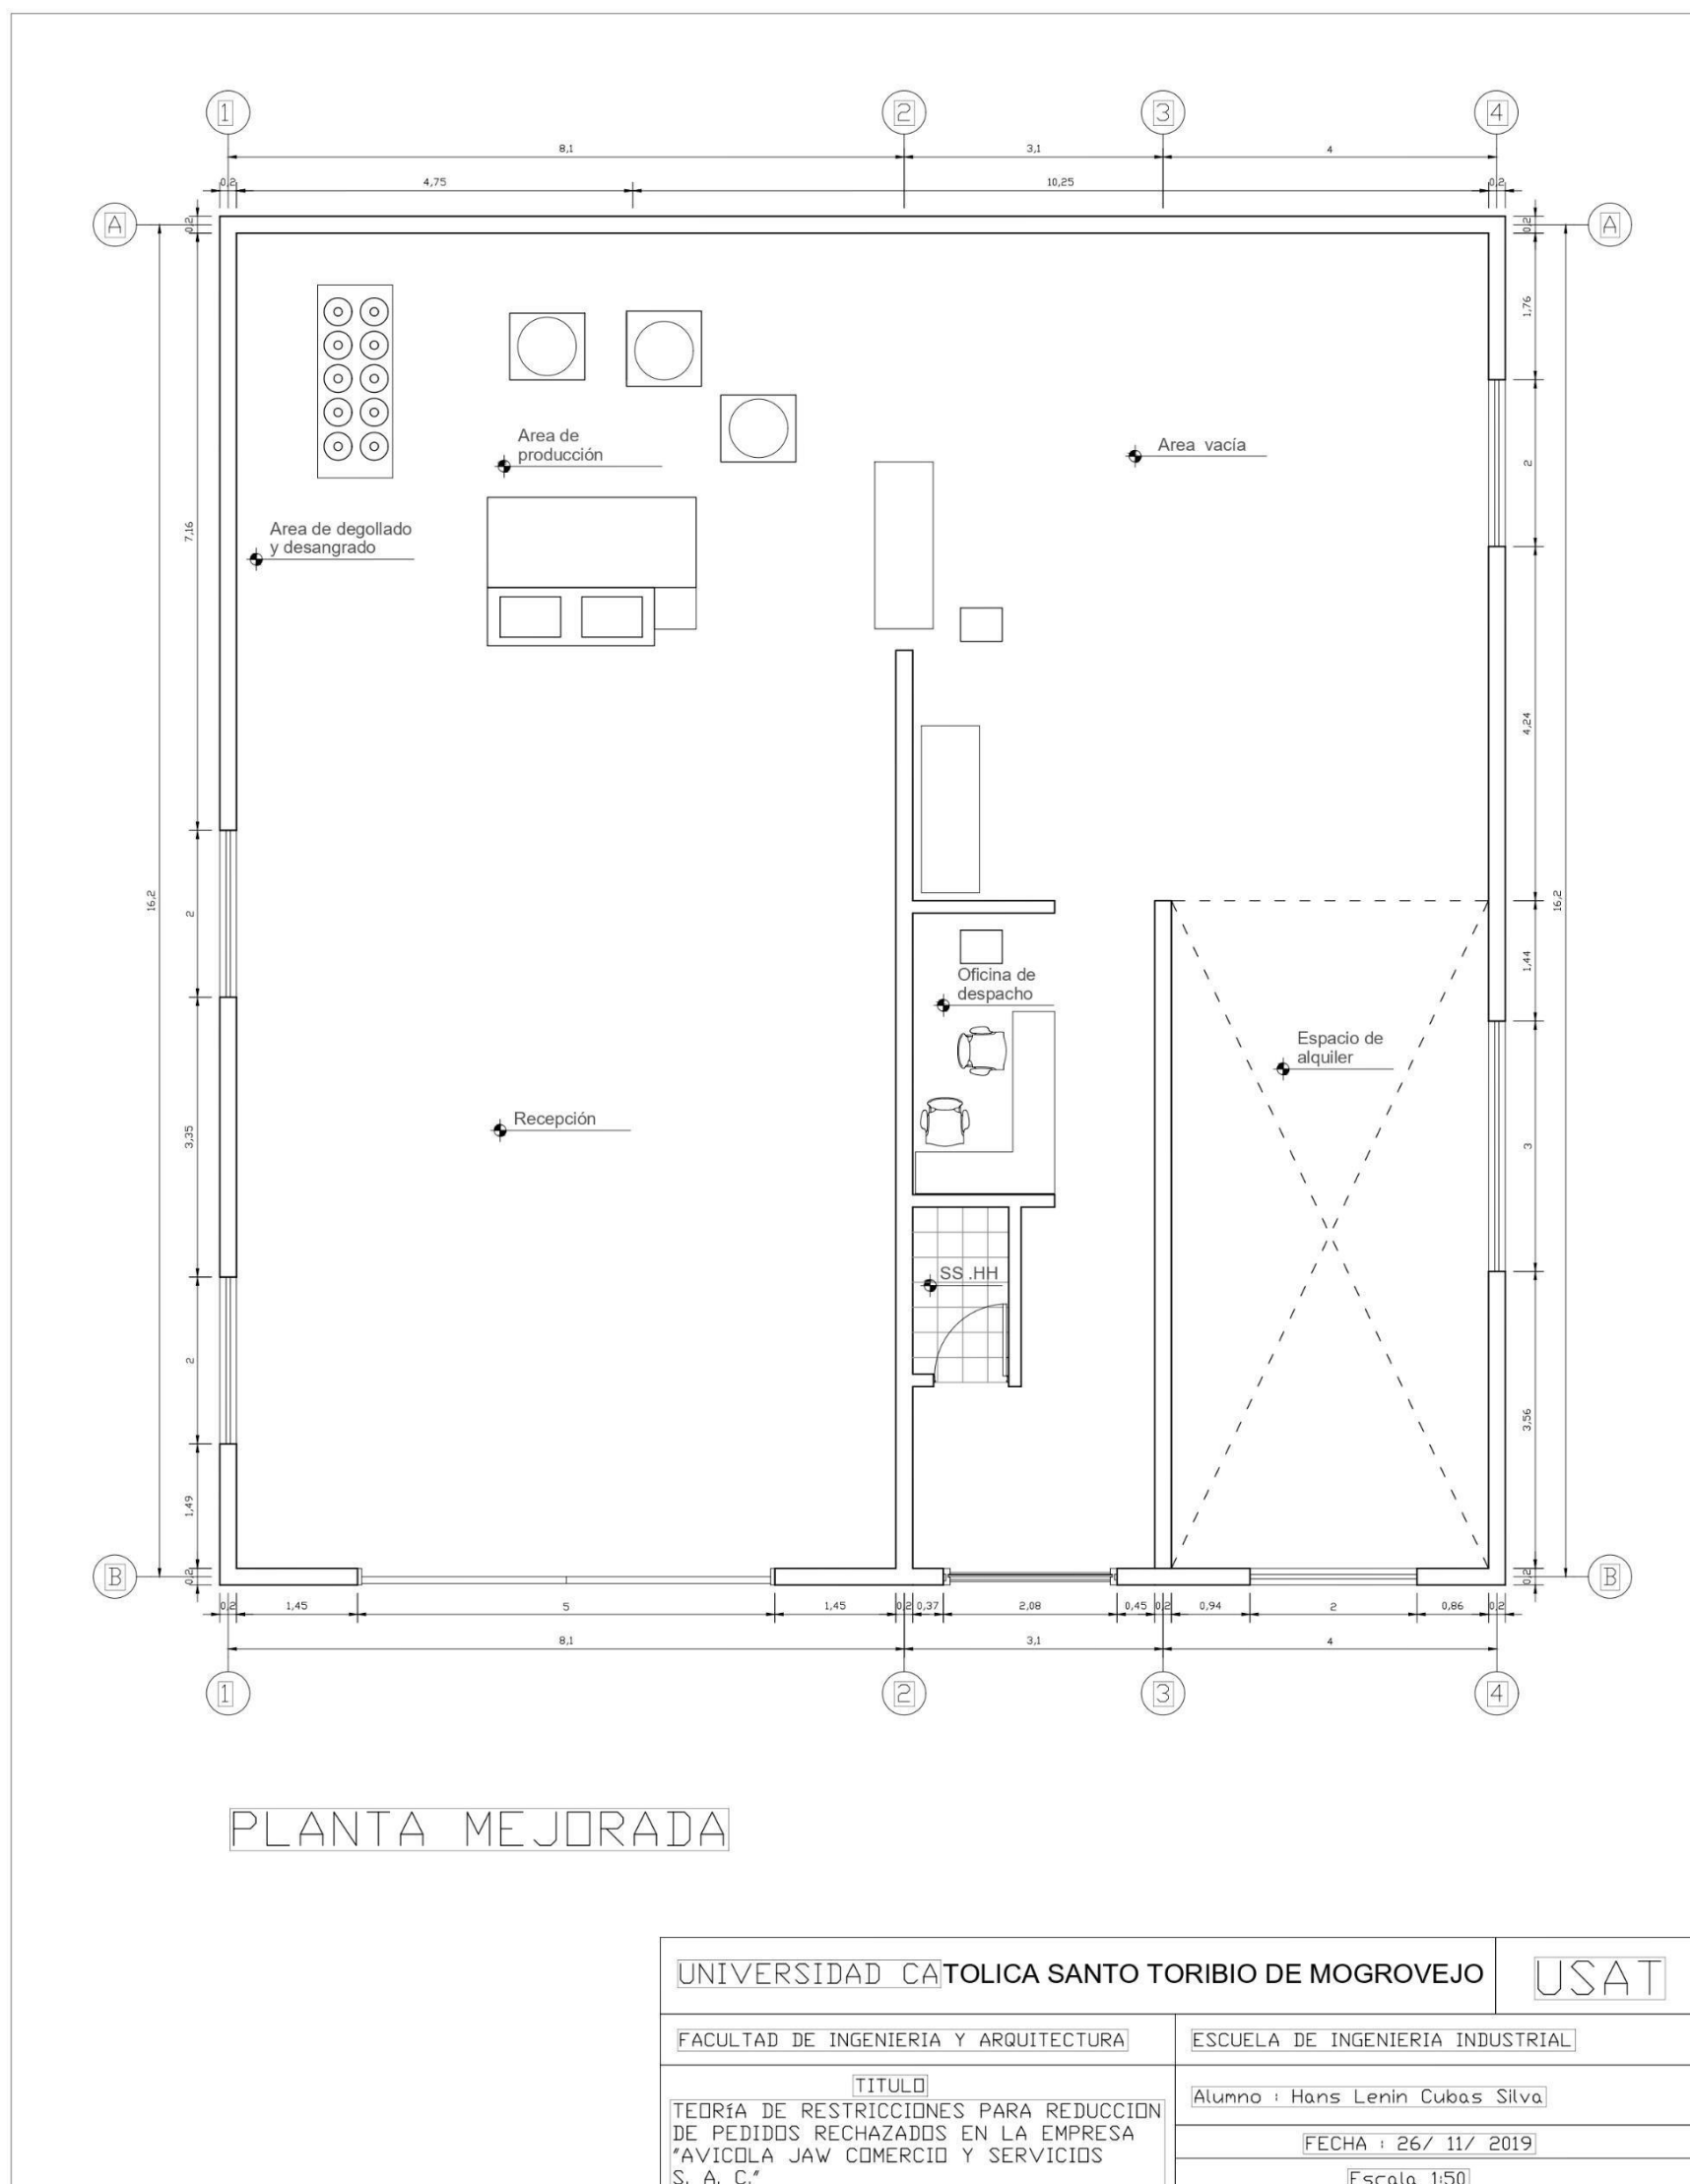 1 2 3 4
8,1 3,1 4
0,2 4,75 10,25 0,2
A A
0,2 0,2
1,76
Area de
producción
Area vacía
2
Area de degollado
y desangrado
7,16
4,24
16,2 16,2
2
1,44
Oficina de
despacho
Espacio de
alquiler
Recepción
3,35
3
SS .HH
2
3,56
1,49
B B
0,2 0,2
0,2 1,45 5 1,45 0,2 0,37 2,08 0,45 0,2 0,94 2 0,86 0,2
8,1 3,1 4
1 2 3 4
PLANTA MEJORADA
UNIVERSIDAD CATOLICA SANTO TORIBIO DE MOGROVEJO
USAT
FACULTAD DE INGENIERIA Y ARQUITECTURA
ESCUELA DE INGENIERIA INDUSTRIAL
TITULO
TEORíA DE RESTRICCIONES PARA REDUCCION
DE PEDIDOS RECHAZADOS EN LA EMPRESA
"AVICOLA JAW COMERCIO Y SERVICIOS
S. A. C."
Alumno : Hans Lenin Cubas Silva
FECHA : 26/ 11/ 2019
Escala 1:50